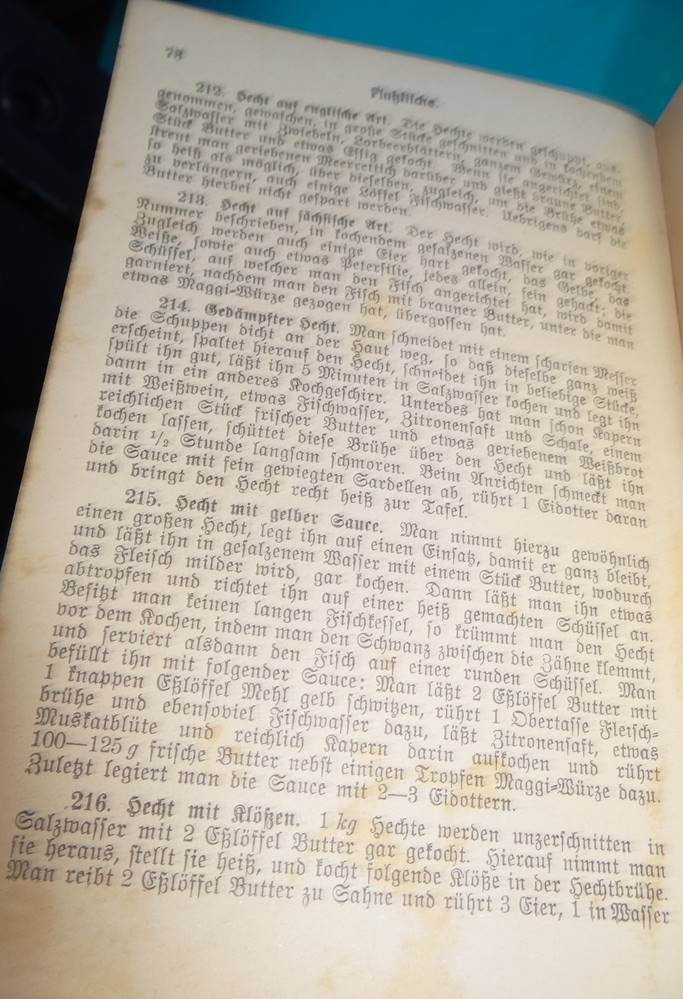 78
Flußfische.
212. Hecht auf englische Art. Die Hechte werden geschuppt, aus-
genommen, gewaschen, in große Stücke geschnitten und in kochendem
Salzwasser mit Zwiebeln, Lorbeerblättern, ganzem Gewürz, einem
Stück Butter und etwas Essig gekocht. Wenn sie angerichtet sind,
streut man geriebenen Meerrettich darüber und gießt braune Butter,
so heiß als möglich, über dieselben, zugleich, um die Brühe etwas
zu verlängern, auch einige Löffel Fischwasser. Uebrigens darf die
Butter hierbei nicht gespart werden.
213. Hecht auf sächsische Art. Der Hecht wird, wie in voriger
Nummer beschrieben, in kochendem gesalzenen Wasser gar gekocht.
Zugleich werden auch einige Eier hart gekocht, das Gelbe, das
Weiße, sowie auch etwas Petersilie, jedes allein, fein gehackt; die
Schüssel, auf welcher man den Fisch angerichtet hat, wird damit
garniert, nachdem man den Fisch mit brauner Butter, unter die man
etwas Maggi-Würze gezogen hat, übergossen hat.
214. Gedämpfter Hecht. Man schneidet mit einem scharfen Messer
die Schuppen dicht an der Haut weg, so daß dieselbe ganz weiß
erscheint, spaltet hierauf den Hecht, schneidet ihn in beliebige Stücke,
spült ihn gut, läßt ihn 5 Minuten in Salzwasser kochen und legt ihn
dann in ein anderes Kochgeschirr. Unterdes hat man schon Kapern
mit Weißwein, etwas Fischwasser, Zitronensaft und Schale, einem
reichlichen Stück frischer Butter und etwas geriebenem Weißbrot
kochen lassen, schüttet diese Brühe über den Hecht und läßt ihn
darin 1/2 Stunde langsam schmoren. Beim Anrichten schmeckt man
die Sauce mit fein gewiegten Sardellen ab, rührt 1 Eidotter daran
und bringt den Hecht recht heiß zur Tafel.
215. Hecht mit gelber Sauce. Man nimmt hierzu gewöhnlich
einen großen Hecht, legt ihn auf einen Einsatz, damit er ganz bleibt,
und läßt ihn in gesalzenem Wasser mit einem Stück Butter, wodurch
das Fleisch milder wird, gar kochen. Dann läßt man ihn etwas
abtropfen und richtet ihn auf einer heiß gemachten Schüssel an.
Besitzt man keinen langen Fischkessel, so krümmt man den Hecht
vor dem Kochen, indem man den Schwanz zwischen die Zähne klemmt,
und serviert alsdann den Fisch auf einer runden Schüssel. Man
befüllt ihn mit folgender Sauce: Man läßt 2 Eßlöffel Butter mit
1 knappen Eßlöffel Mehl gelb schwitzen, rührt 1 Obertasse Fleisch-
brühe und ebensoviel Fischwasser dazu, läßt Zitronensaft, etwas
Muskatblüte und reichlich Kapern darin aufkochen und rührt
100—125 g frische Butter nebst einigen Tropfen Maggi-Würze dazu.
Zuletzt legiert man die Sauce mit 2—3 Eidottern.
216. Hecht mit Klößen. 1 kg Hechte werden unzerschnitten in
Salzwasser mit 2 Eßlöffel Butter gar gekocht. Hierauf nimmt man
sie heraus, stellt sie heiß, und kocht folgende Klöße in der Hechtbrühe.
Man reibt 2 Eßlöffel Butter zu Sahne und rührt 3 Eier, 1 in Wasser